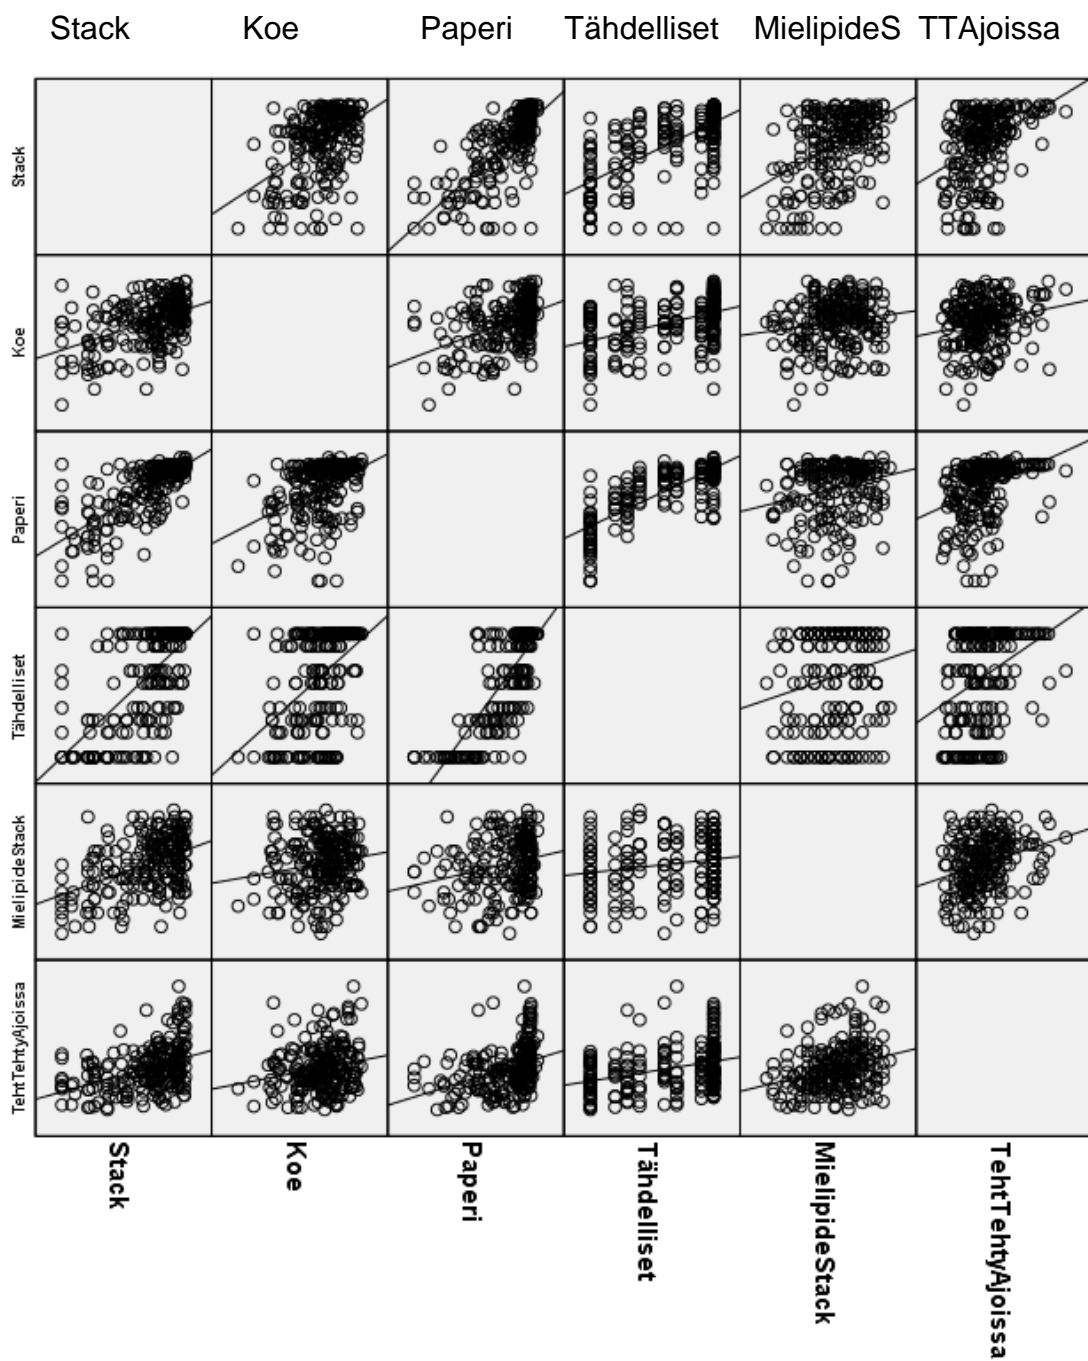 Stack Koe Paperi Tähdelliset MielipideS TTAjoissa
Stack
Koe
Paperi
Tähdelliset
MielipideStack
TehtTehtyAjoissa
Stack
Koe
Paperi
Tähdelliset
MielipideStack
TehtTehtyAjoissa